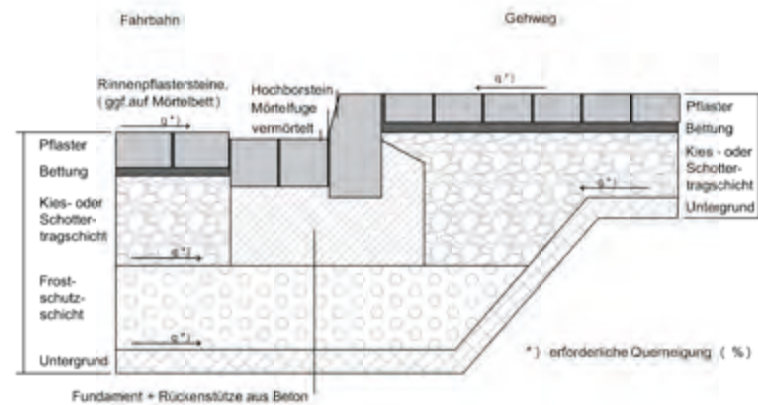 Fahrbahn
Gehweg
Rinnenpflastersteine.
( ggf.auf Mörtelbett)
q*)
Hochborstein
Mörtelfuge
vermörtelt
q*)
Pflaster
Bettung
Kies- oder
Schotter-
tragschicht
q*)
Frost-
schutz-
schicht
q*)
Untergrund
Pflaster
Bettung
Kies - oder
Schotter-
tragschicht
q*)
Untergrund
*) erforderliche Querneigung ( %)
Fundament + Rückenstütze aus Beton